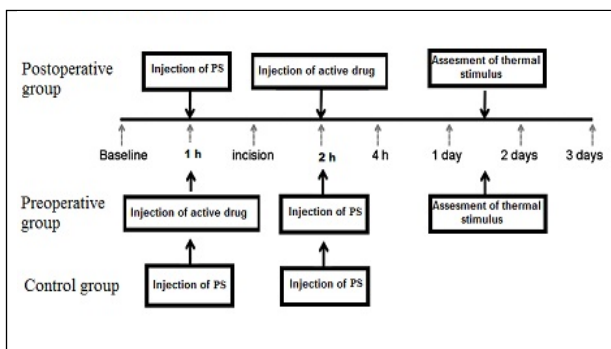 Postoperative
group
Injection of PS
Injection of active drug
Assesment of thermal
stimulus
Baseline
1 h
incision
2 h
4 h
1 day
2 days
3 days
Preoperative
group
Injection of active drug
Injection of PS
Assesment of thermal
stimulus
Control group
Injection of PS
Injection of PS